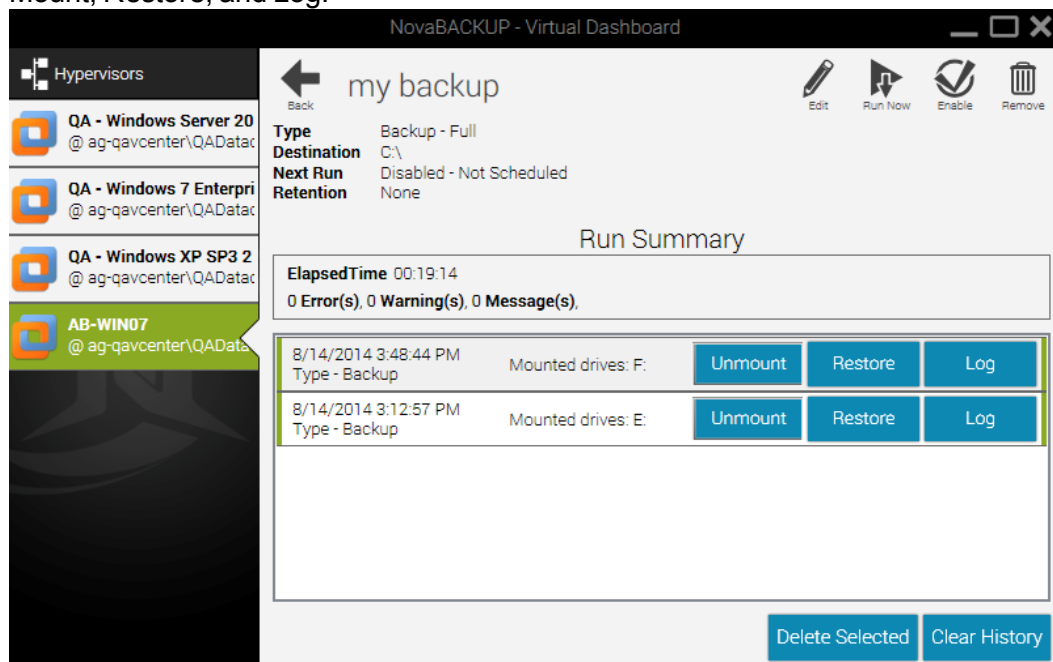 Mount, Restore, and Log.
NovaBACKUP - Virtual Dashboard
Hypervisors
QA - Windows Server 20
@ ag-qavcenter\QADatac
QA - Windows 7 Enterpri
@ ag-qavcenter\QADatac
QA - Windows XP SP3 2
@ ag-qavcenter\QADatac
AB-WIN07
@ ag-qavcenter\QAData
Back
my backup
Edit
Run Now
Enable
Remove
Type Backup - Full
Destination C:\
Next Run Disabled - Not Scheduled
Retention None
Run Summary
ElapsedTime 00:19:14
0 Error(s), 0 Warning(s), 0 Message(s),
8/14/2014 3:48:44 PM
Type - Backup
Mounted drives: F:
Unmount
Restore
Log
8/14/2014 3:12:57 PM
Type - Backup
Mounted drives: E:
Unmount
Restore
Log
Delete Selected
Clear History